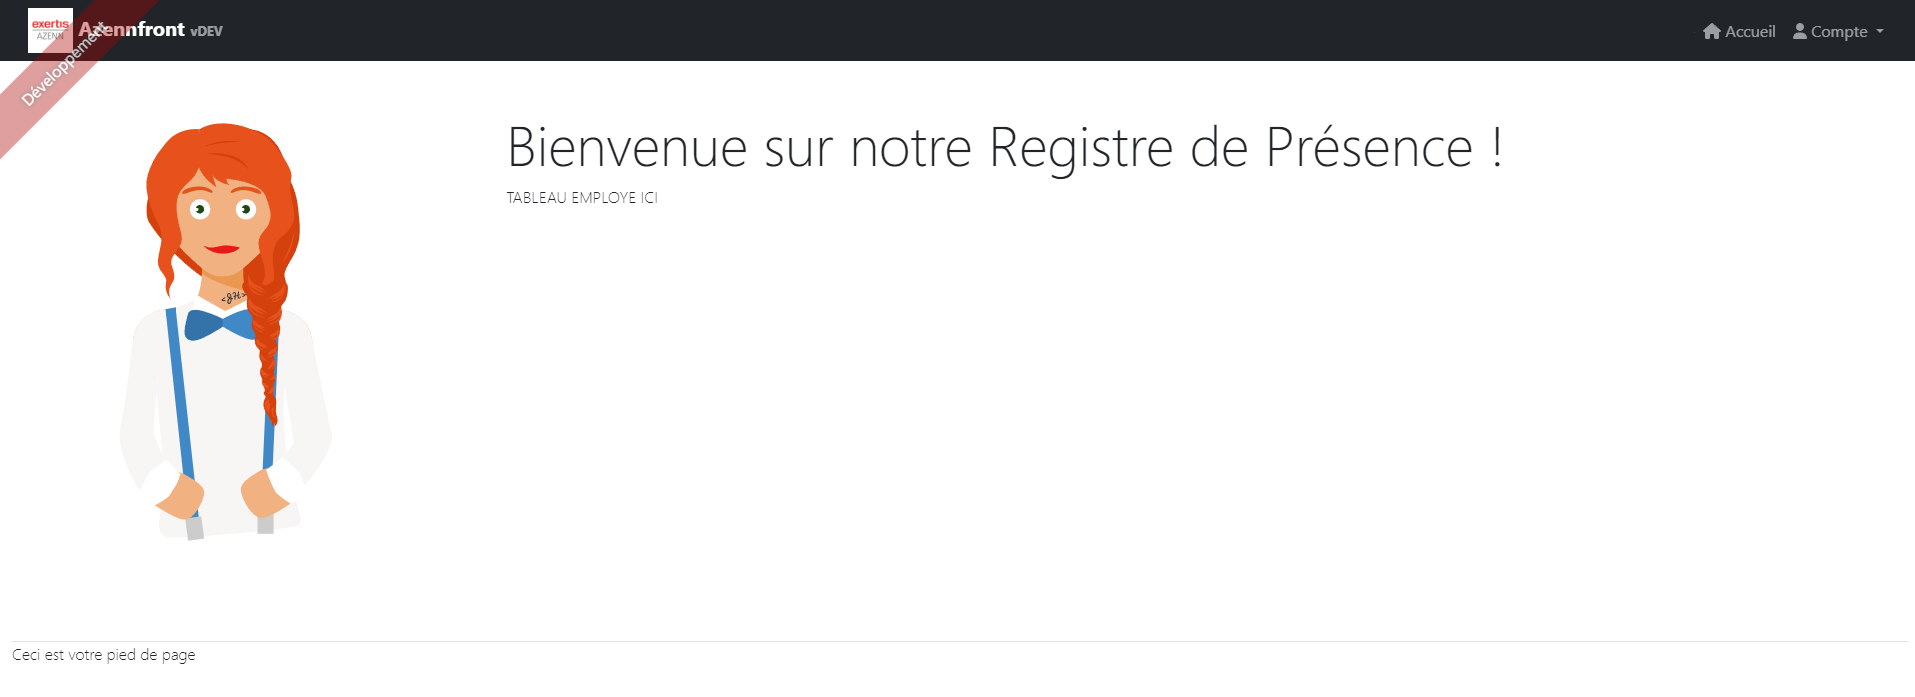 exertis
AZENN
Azennfront vDEV
Accueil
Compte
Développement
Bienvenue sur notre Registre de Présence !
TABLEAU EMPLOYE ICI
<JH>
Ceci est votre pied de page